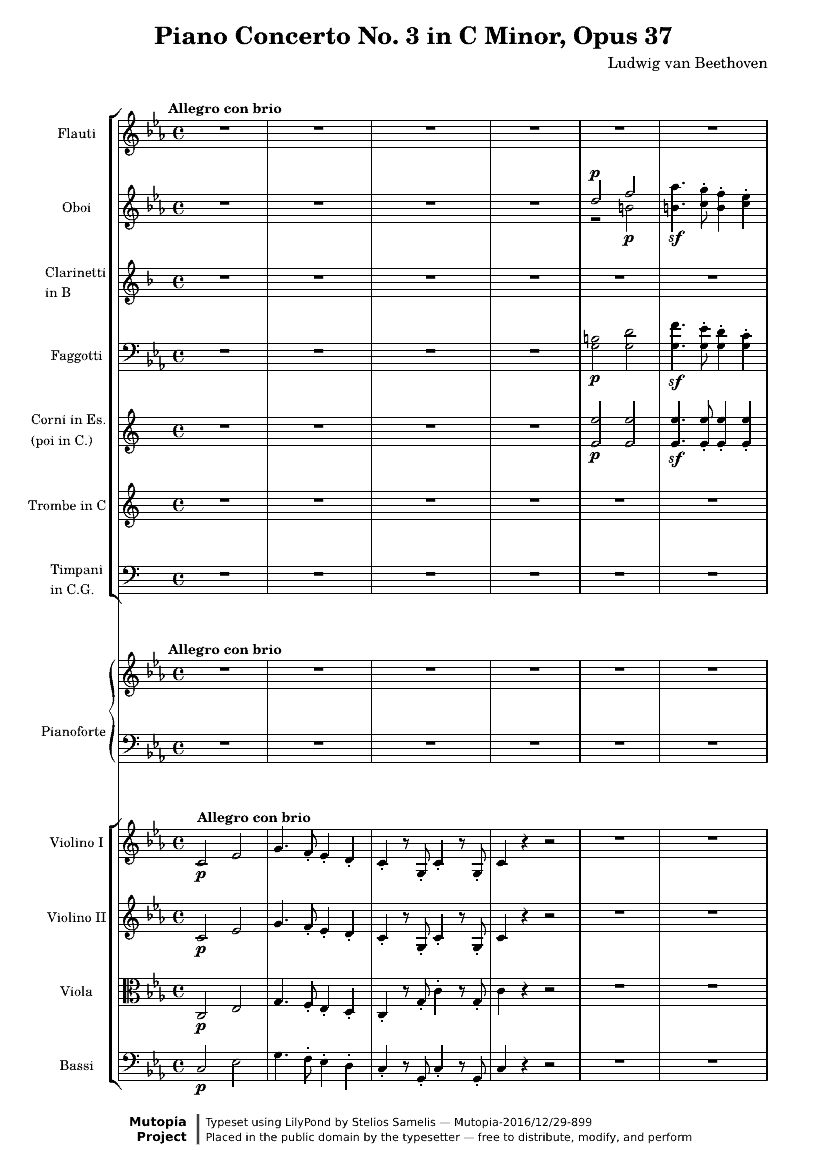 Piano Concerto No. 3 in C Minor, Opus 37
Ludwig van Beethoven
Allegro con brio
Flauti
p
Oboi
p sf
Clarinetti
in B
Faggotti
p sf
Corni in Es.
(poi in C.)
p sf
Trombe in C
Timpani
in C.G.
Allegro con brio
Pianoforte
Allegro con brio
Violino I
p
Violino II
p
Viola
p
Bassi
p
Mutopia
Project
Typeset using LilyPond by Stelios Samelis — Mutopia-2016/12/29-899
Placed in the public domain by the typesetter — free to distribute, modify, and perform